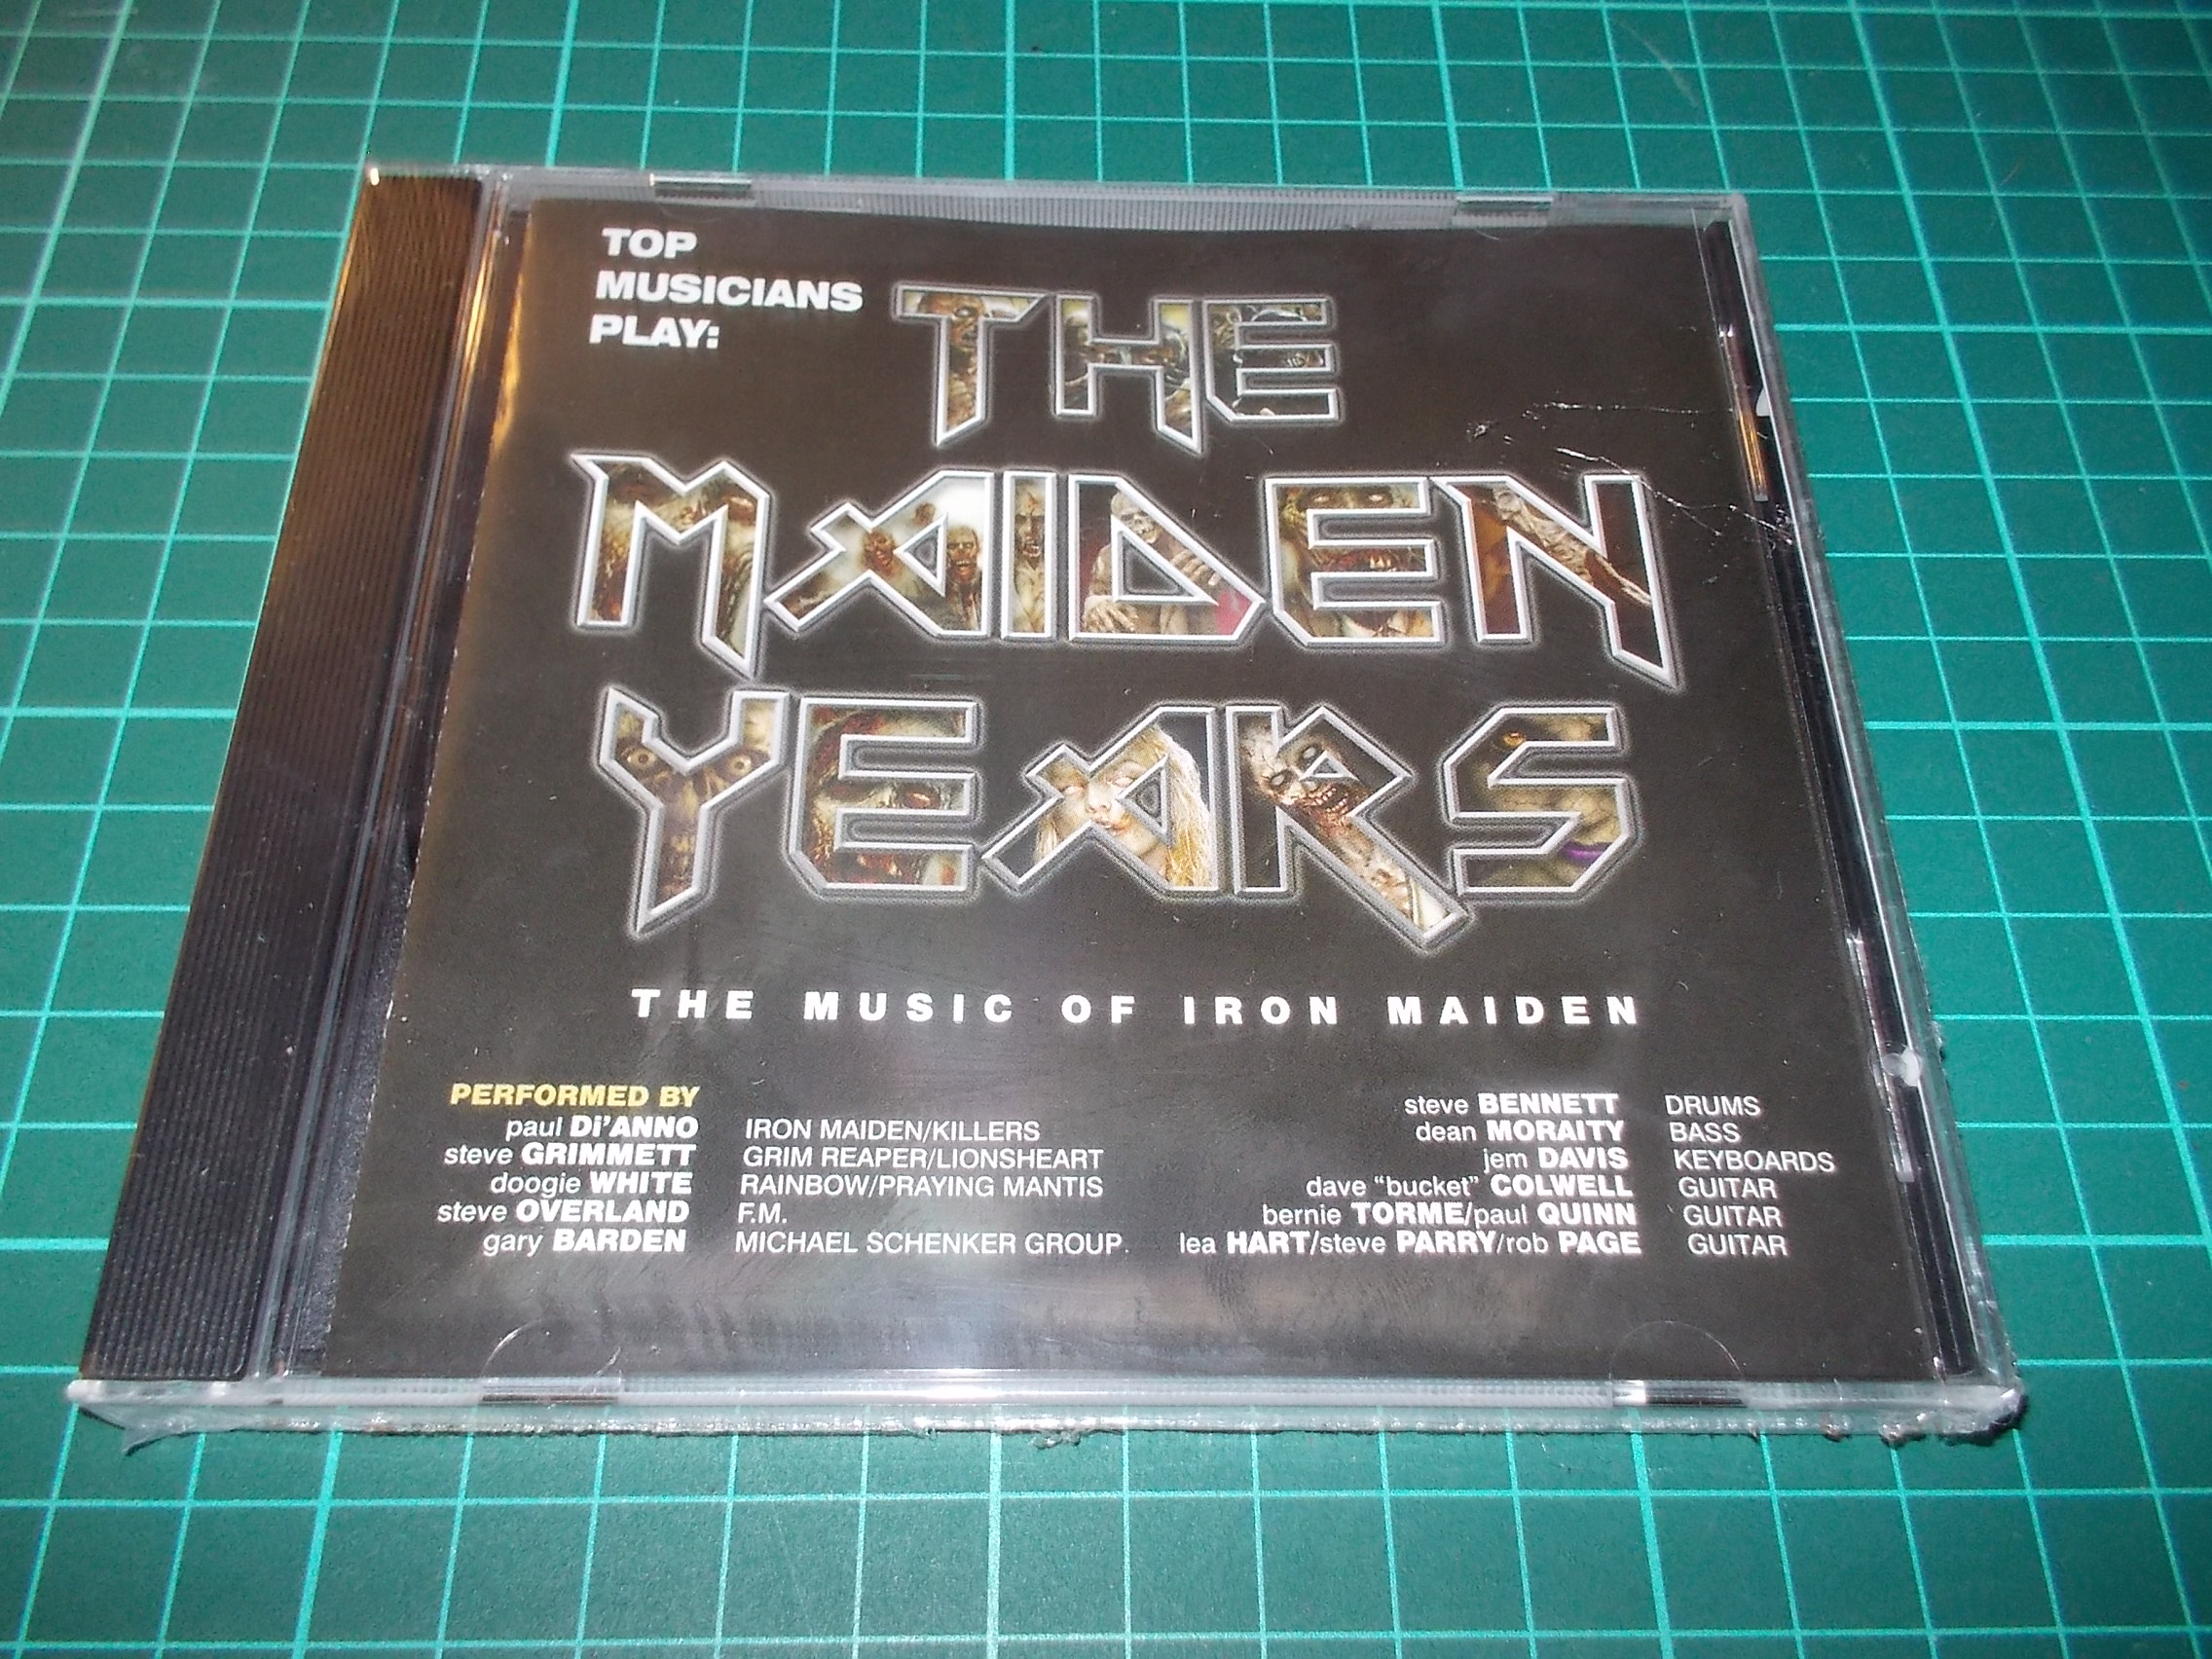 TOP
MUSICIANS
PLAY:
THE
MAIDEN
YEARS
THE MUSIC OF IRON MAIDEN
PERFORMED BY
paul Di'ANNO IRON MAIDEN/KILLERS
steve GRIMMETT GRIM REAPER/LIONSHEART
doogie WHITE RAINBOW/PRAYING MANTIS
steve OVERLAND F.M.
gary BARDEN MICHAEL SCHENKER GROUP.
steve BENNETT DRUMS
dean MORAITY BASS
jem DAVIS KEYBOARDS
dave "bucket" COLWELL GUITAR
bernie TORME/paul QUINN GUITAR
lea HART/steve PARRY/rob PAGE GUITAR